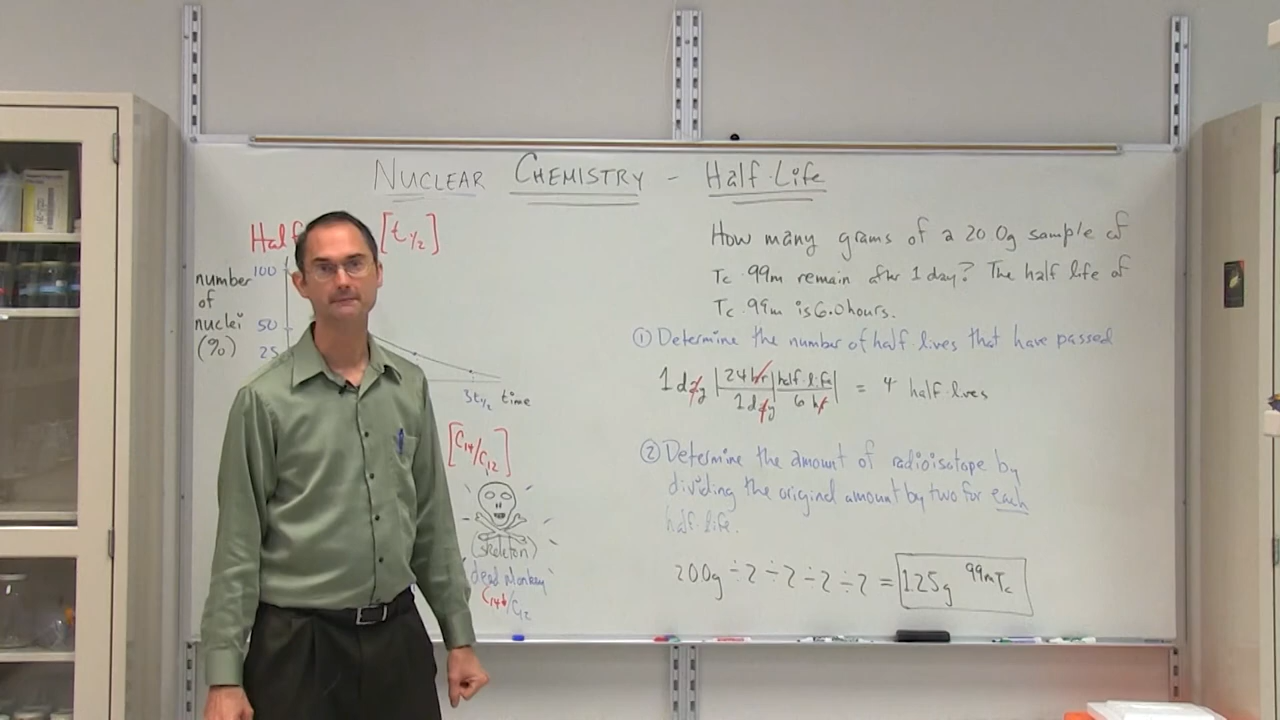 NUCLEAR CHEMISTRY - Half-Life
Half [t1/2]
number
of
nuclei
(%)
100
50
25
3t1/2 time
[C14/C12]
(skeleton)
dead monkey
C14↓/C12
How many grams of a 20.0g sample of
Tc-99m remain after 1 day? The half life of
Tc-99m is 6.0 hours.
① Determine the number of half-lives that have passed
1 day | 24 hr | half-life |
1 day 6 hr
= 4 half-lives
② Determine the amount of radioisotope by
dividing the original amount by two for each
half-life.
20.0g ÷ 2 ÷ 2 ÷ 2 ÷ 2 = 1.25g 99mTc